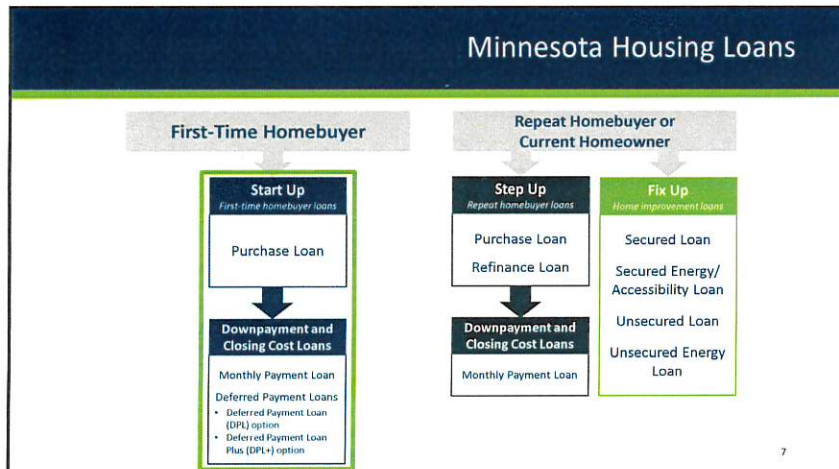 Minnesota Housing Loans
First-Time Homebuyer
Start Up
First-time homebuyer loans
Purchase Loan
Downpayment and
Closing Cost Loans
Monthly Payment Loan
Deferred Payment Loans
• Deferred Payment Loan
(DPL) option
• Deferred Payment Loan
Plus (DPL+) option
Repeat Homebuyer or
Current Homeowner
Step Up
Repeat homebuyer loans
Purchase Loan
Refinance Loan
Downpayment and
Closing Cost Loans
Monthly Payment Loan
Fix Up
Home improvement loans
Secured Loan
Secured Energy/
Accessibility Loan
Unsecured Loan
Unsecured Energy
Loan
7